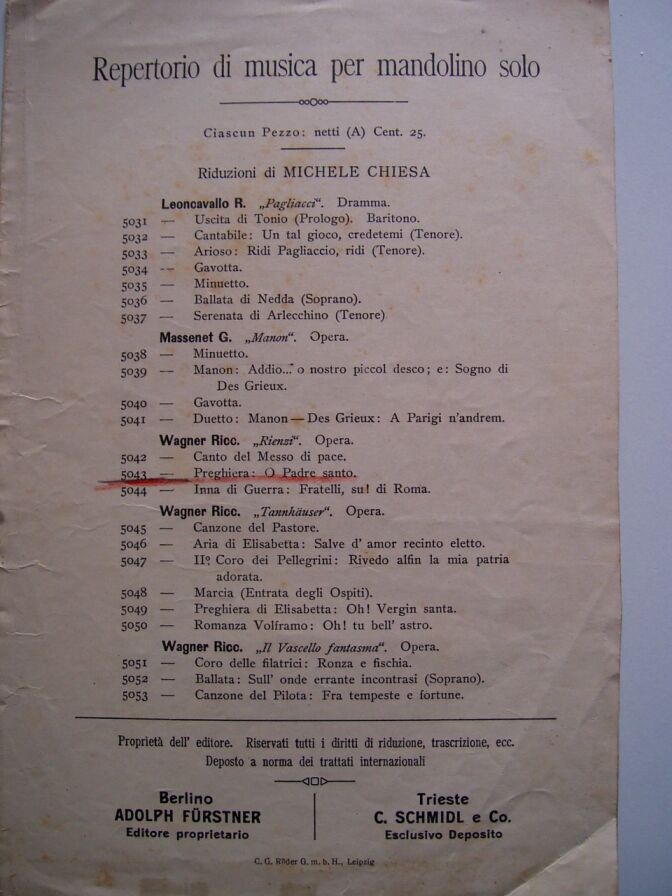 Repertorio di musica per mandolino solo
Ciascun Pezzo: netti (A) Cent. 25.
Riduzioni di MICHELE CHIESA
Leoncavallo R. „Pagliacci“. Dramma.
5031 — Uscita di Tonio (Prologo). Baritono.
5032 — Cantabile: Un tal gioco, credetemi (Tenore).
5033 — Arioso: Ridi Pagliaccio, ridi (Tenore).
5034 — Gavotta.
5035 — Minuetto.
5036 — Ballata di Nedda (Soprano).
5037 — Serenata di Arlecchino (Tenore)
Massenet G. „Manon“. Opera.
5038 — Minuetto.
5039 — Manon: Addio... o nostro piccol desco; e: Sogno di
Des Grieux.
5040 — Gavotta.
5041 — Duetto: Manon — Des Grieux: A Parigi n'andrem.
Wagner Ricc. „Rienzi“. Opera.
5042 — Canto del Messo di pace.
5043 — Preghiera: O Padre santo.
5044 — Inna di Guerra: Fratelli, su! di Roma.
Wagner Ricc. „Tannhäuser“. Opera.
5045 — Canzone del Pastore.
5046 — Aria di Elisabetta: Salve d' amor recinto eletto.
5047 — IIº Coro dei Pellegrini: Rivedo alfin la mia patria
adorata.
5048 — Marcia (Entrata degli Ospiti).
5049 — Preghiera di Elisabetta: Oh! Vergin santa.
5050 — Romanza Volframo: Oh! tu bell' astro.
Wagner Ricc. „Il Vascello fantasma“. Opera.
5051 — Coro delle filatrici: Ronza e fischia.
5052 — Ballata: Sull' onde errante incontrasi (Soprano).
5053 — Canzone del Pilota: Fra tempeste e fortune.
Proprietà dell' editore. Riservati tutti i diritti di riduzione, trascrizione, ecc.
Deposto a norma dei trattati internazionali
Berlino
ADOLPH FÜRSTNER
Editore proprietario
Trieste
C. SCHMIDL e Co.
Esclusivo Deposito
C. G. Röder G. m. b. H., Leipzig